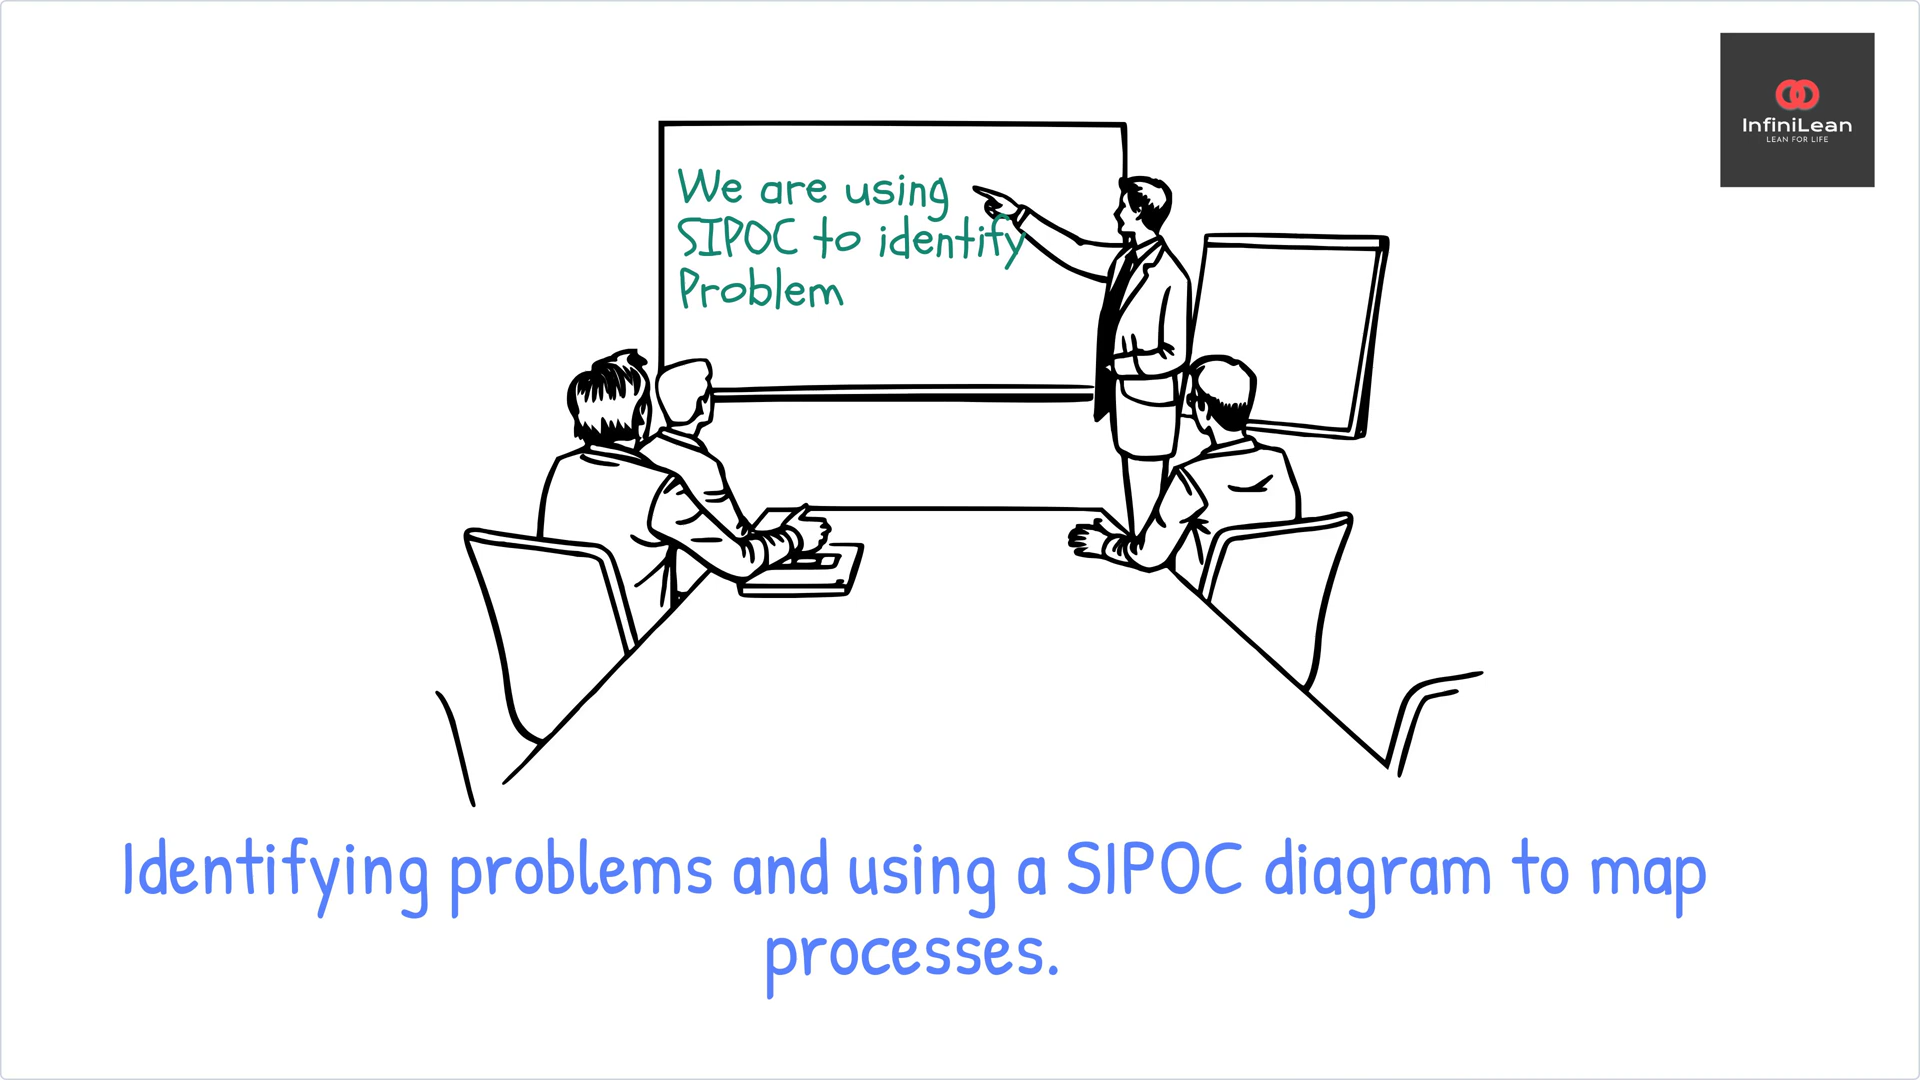 InfiniLean
LEAN FOR LIFE
We are using
SIPOC to identify
Problem
Identifying problems and using a SIPOC diagram to map
processes.